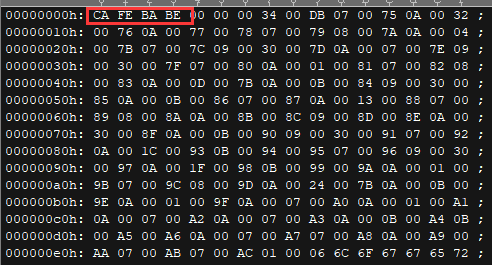 00000000h: CA FE BA BE 00 00 00 34 00 DB 07 00 75 0A 00 32 ;
00000010h: 00 76 0A 00 77 00 78 07 00 79 08 00 7A 0A 00 04 ;
00000020h: 00 7B 07 00 7C 09 00 30 00 7D 0A 00 07 00 7E 09 ;
00000030h: 00 30 00 7F 07 00 80 0A 00 01 00 81 07 00 82 08 ;
00000040h: 00 83 0A 00 0D 00 7B 0A 00 0B 00 84 09 00 30 00 ;
00000050h: 85 0A 00 0B 00 86 07 00 87 0A 00 13 00 88 07 00 ;
00000060h: 89 08 00 8A 0A 00 8B 00 8C 09 00 8D 00 8E 0A 00 ;
00000070h: 30 00 8F 0A 00 0B 00 90 09 00 30 00 91 07 00 92 ;
00000080h: 0A 00 1C 00 93 0B 00 94 00 95 07 00 96 09 00 30 ;
00000090h: 00 97 0A 00 1F 00 98 0B 00 99 00 9A 0A 00 01 00 ;
000000a0h: 9B 07 00 9C 08 00 9D 0A 00 24 00 7B 0A 00 0B 00 ;
000000b0h: 9E 0A 00 01 00 9F 0A 00 07 00 A0 0A 00 01 00 A1 ;
000000c0h: 0A 00 07 00 A2 0A 00 07 00 A3 0A 00 0B 00 A4 0B ;
000000d0h: 00 A5 00 A6 0A 00 07 00 A7 07 00 A8 0A 00 A9 00 ;
000000e0h: AA 07 00 AB 07 00 AC 01 00 06 6C 6F 67 67 65 72 ;